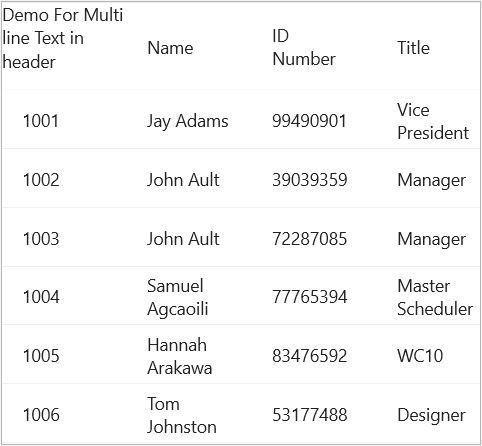 Demo For Multi
line Text in
header
Name
ID
Number
Title
1001
Jay Adams
99490901
Vice
President
1002
John Ault
39039359
Manager
1003
John Ault
72287085
Manager
1004
Samuel
Agcaoili
77765394
Master
Scheduler
1005
Hannah
Arakawa
83476592
WC10
1006
Tom
Johnston
53177488
Designer